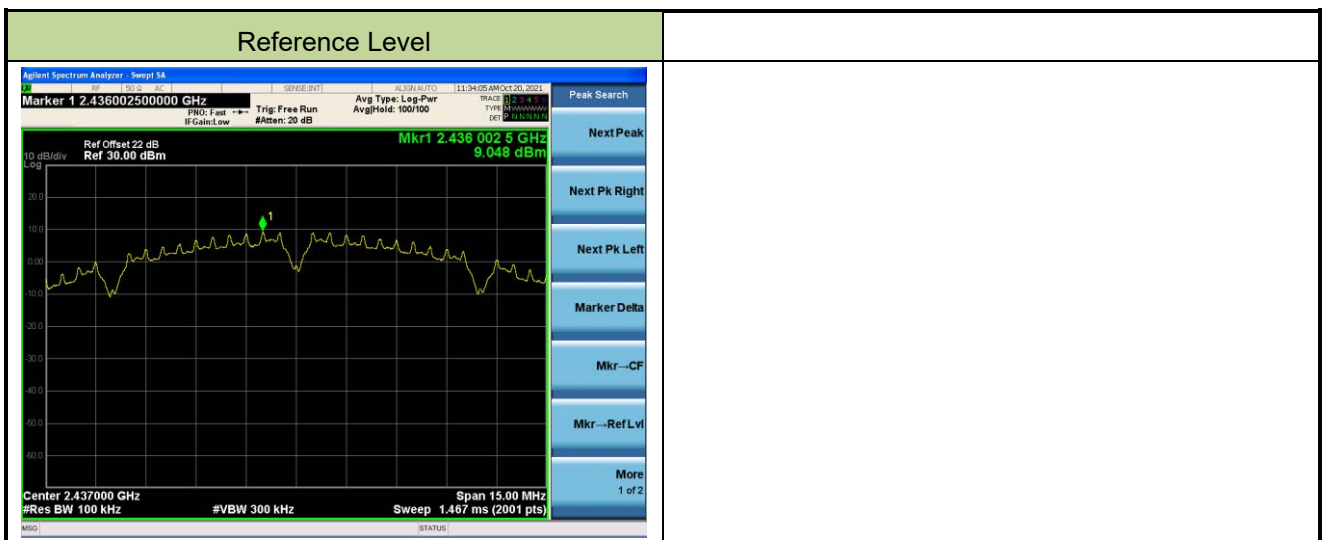 Reference Level
Agilent Spectrum Analyzer - Swept SA
RF 50 Ω AC SENSE:INT ALIGN AUTO 11:34:05 AM Oct 20, 2021
Marker 1 2.436002500000 GHz
PNO: Fast
IFGain:Low
Trig: Free Run
#Atten: 20 dB
Avg Type: Log-Pwr
Avg|Hold: 100/100
TRACE 1 2 3 4 5 6
TYPE M
DET P N N N N N
Peak Search
Ref Offset 22 dB
10 dB/div Ref 30.00 dBm
Log
Mkr1 2.436 002 5 GHz
9.048 dBm
20.0
10.0
0.00
-10.0
-20.0
-30.0
-40.0
-50.0
-60.0
1
Center 2.437000 GHz Span 15.00 MHz
#Res BW 100 kHz #VBW 300 kHz Sweep 1.467 ms (2001 pts)
MSG STATUS
Next Peak
Next Pk Right
Next Pk Left
Marker Delta
Mkr→CF
Mkr→Ref Lvl
More
1 of 2